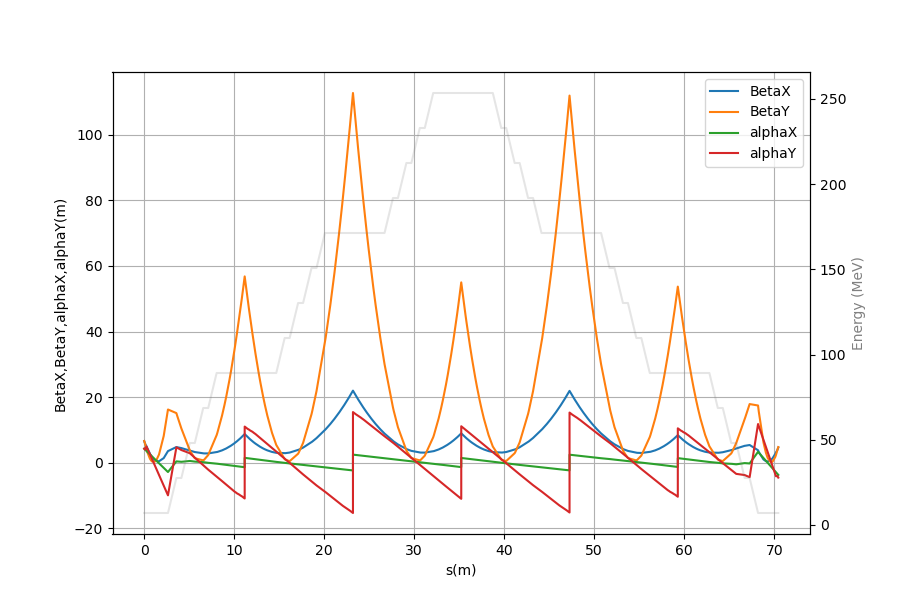 BetaX
BetaY
alphaX
alphaY
BetaX,BetaY,alphaX,alphaY(m)
100
80
60
40
20
0
−20
250
200
150
100
50
0
Energy (MeV)
0 10 20 30 40 50 60 70
s(m)